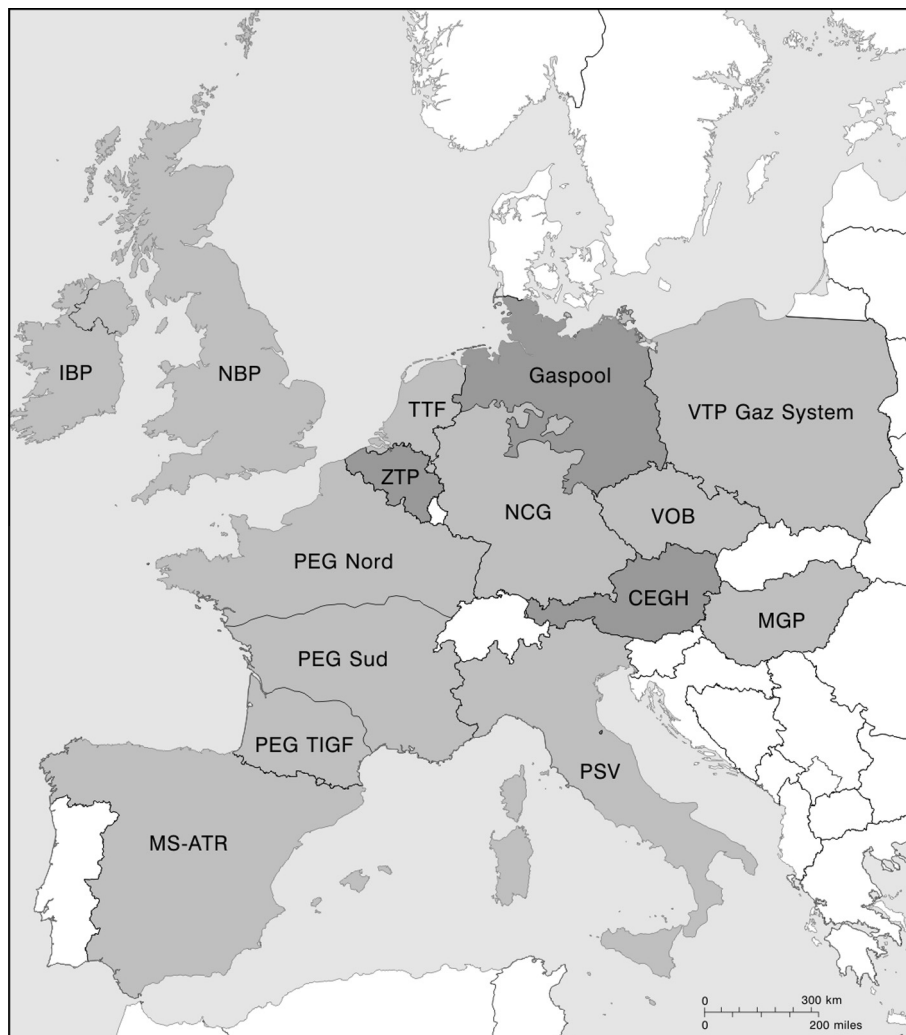 IBP
NBP
TTF
Gaspool
VTP Gaz System
ZTP
NCG
VOB
PEG Nord
CEGH
MGP
PEG Sud
PEG TIGF
PSV
MS-ATR
0 300 km
0 200 miles